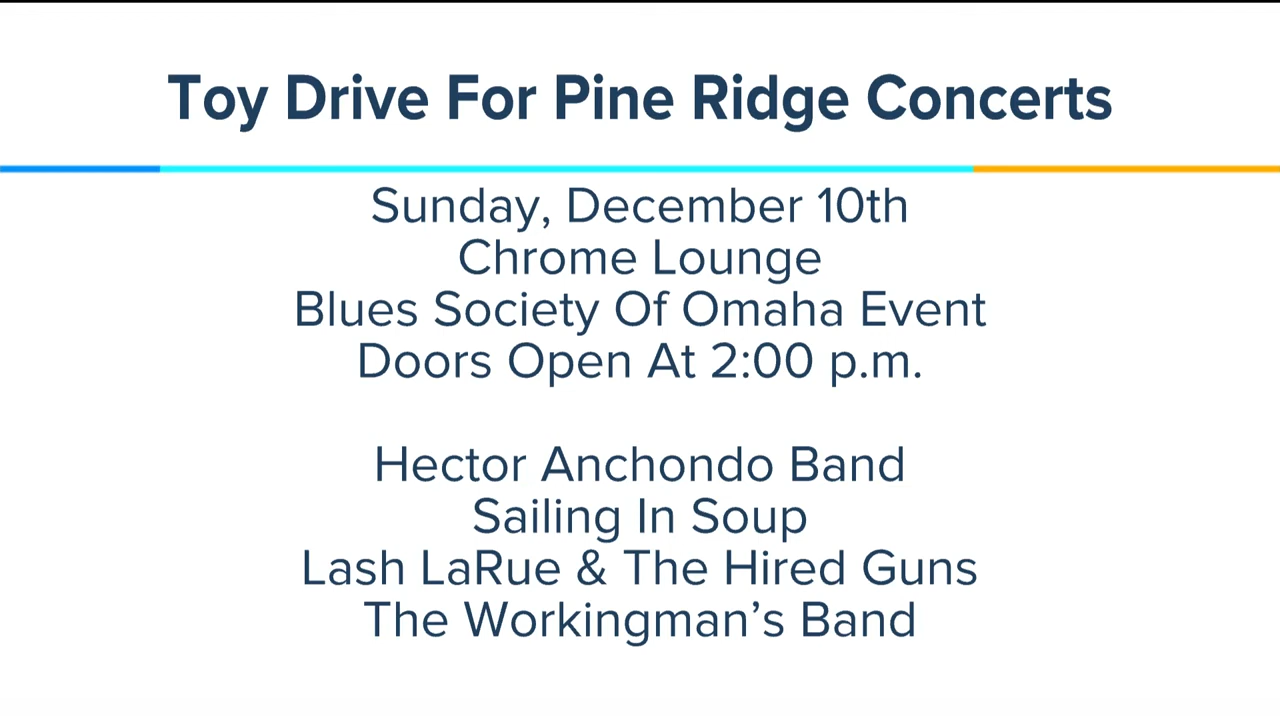 Toy Drive For Pine Ridge Concerts
Sunday, December 10th
Chrome Lounge
Blues Society Of Omaha Event
Doors Open At 2:00 p.m.
Hector Anchondo Band
Sailing In Soup
Lash LaRue & The Hired Guns
The Workingman’s Band